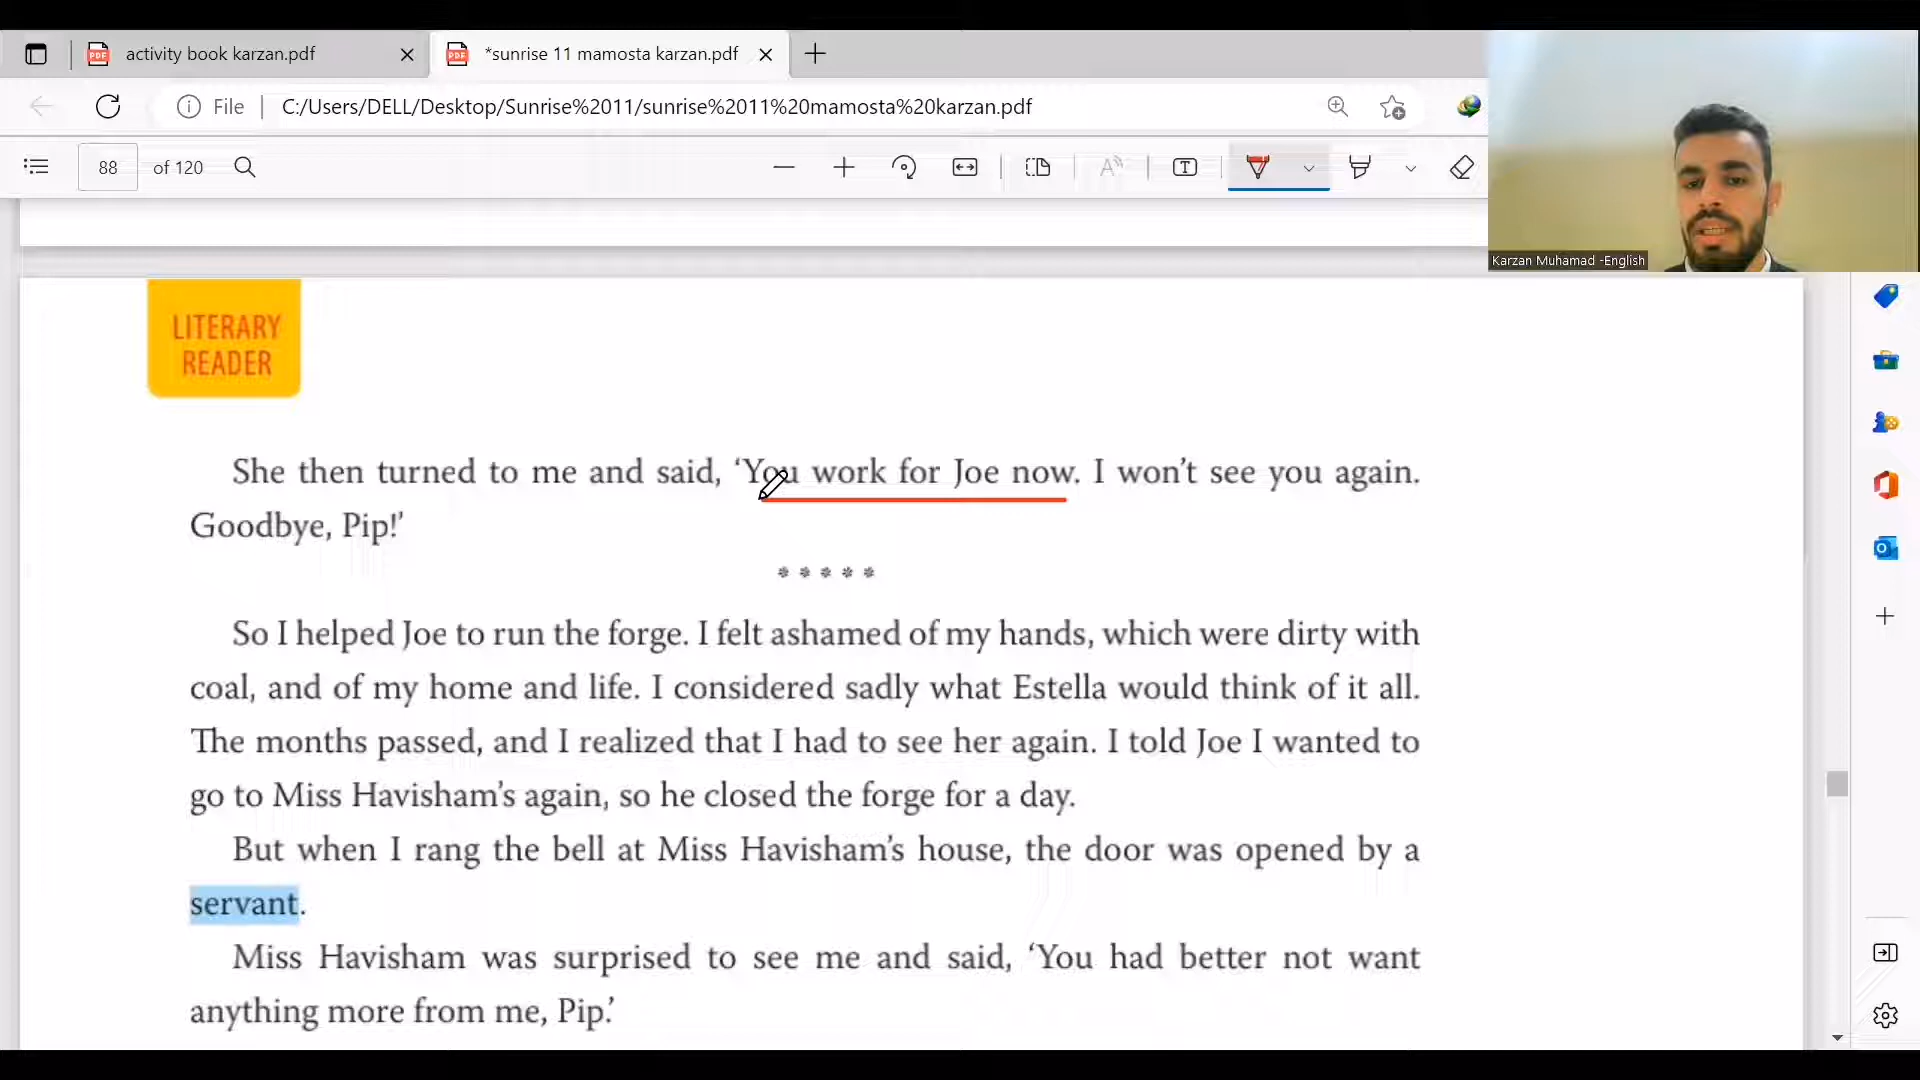 activity book karzan.pdf
*sunrise 11 mamosta karzan.pdf
File
C:/Users/DELL/Desktop/Sunrise%2011/sunrise%2011%20mamosta%20karzan.pdf
88 of 120
Karzan Muhamad -English
LITERARY
READER
She then turned to me and said, ‘You work for Joe now. I won’t see you again.
Goodbye, Pip!’
* * * * *
So I helped Joe to run the forge. I felt ashamed of my hands, which were dirty with
coal, and of my home and life. I considered sadly what Estella would think of it all.
The months passed, and I realized that I had to see her again. I told Joe I wanted to
go to Miss Havisham’s again, so he closed the forge for a day.
But when I rang the bell at Miss Havisham’s house, the door was opened by a
servant.
Miss Havisham was surprised to see me and said, ‘You had better not want
anything more from me, Pip.’